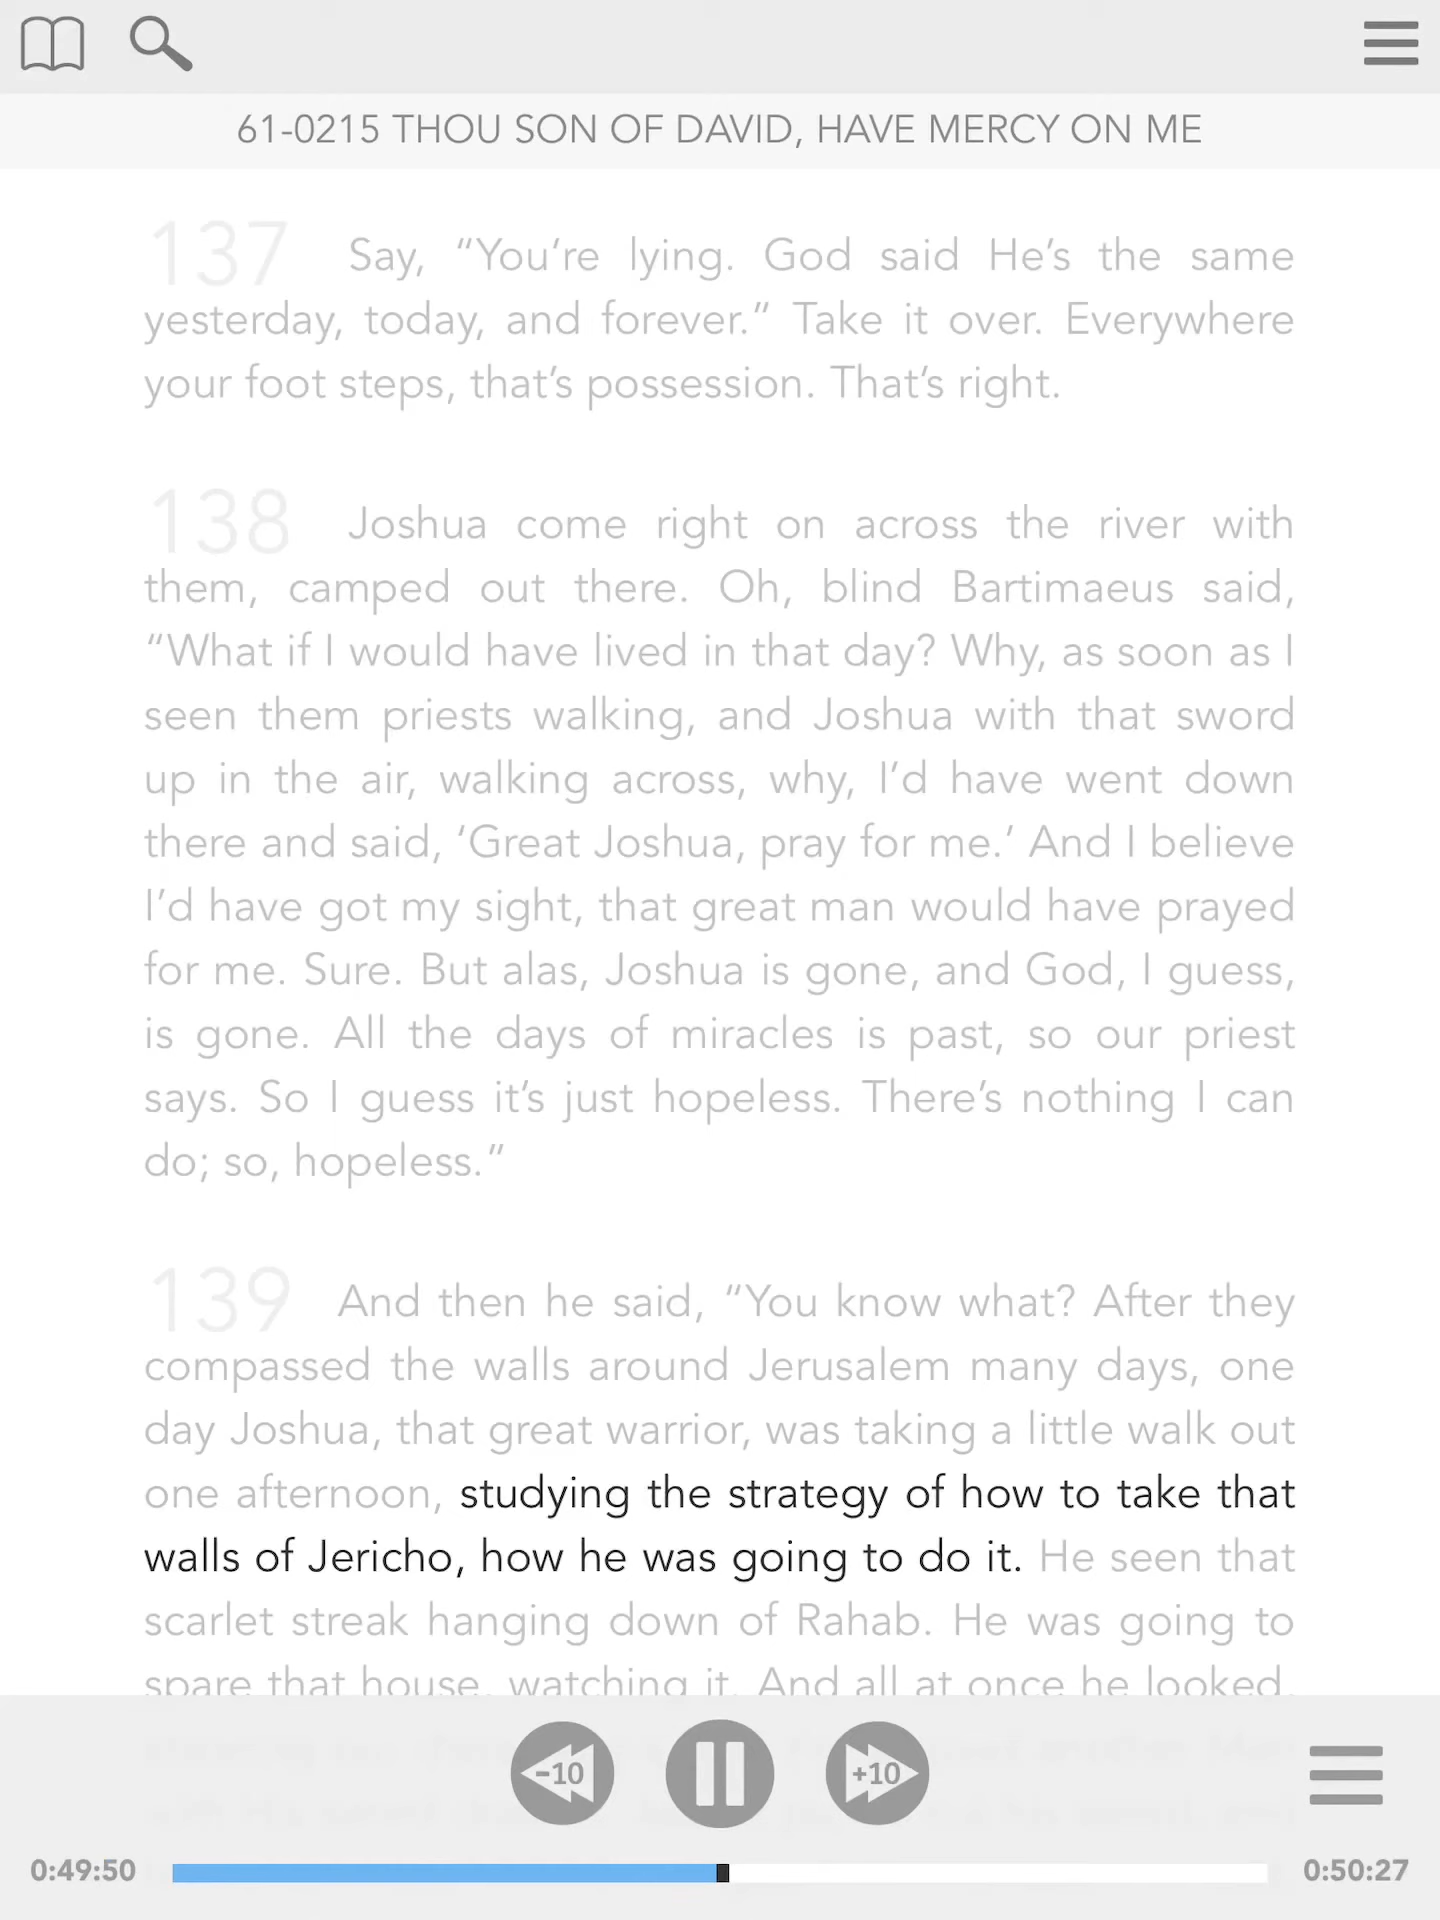 61-0215 THOU SON OF DAVID, HAVE MERCY ON ME
137 Say, “You’re lying. God said He’s the same
yesterday, today, and forever.” Take it over. Everywhere
your foot steps, that’s possession. That’s right.
138 Joshua come right on across the river with
them, camped out there. Oh, blind Bartimaeus said,
“What if I would have lived in that day? Why, as soon as I
seen them priests walking, and Joshua with that sword
up in the air, walking across, why, I’d have went down
there and said, ‘Great Joshua, pray for me.’ And I believe
I’d have got my sight, that great man would have prayed
for me. Sure. But alas, Joshua is gone, and God, I guess,
is gone. All the days of miracles is past, so our priest
says. So I guess it’s just hopeless. There’s nothing I can
do; so, hopeless.”
139 And then he said, “You know what? After they
compassed the walls around Jerusalem many days, one
day Joshua, that great warrior, was taking a little walk out
one afternoon, studying the strategy of how to take that
walls of Jericho, how he was going to do it. He seen that
scarlet streak hanging down of Rahab. He was going to
spare that house, watching it. And all at once he looked,
-10 +10
0:49:50 0:50:27